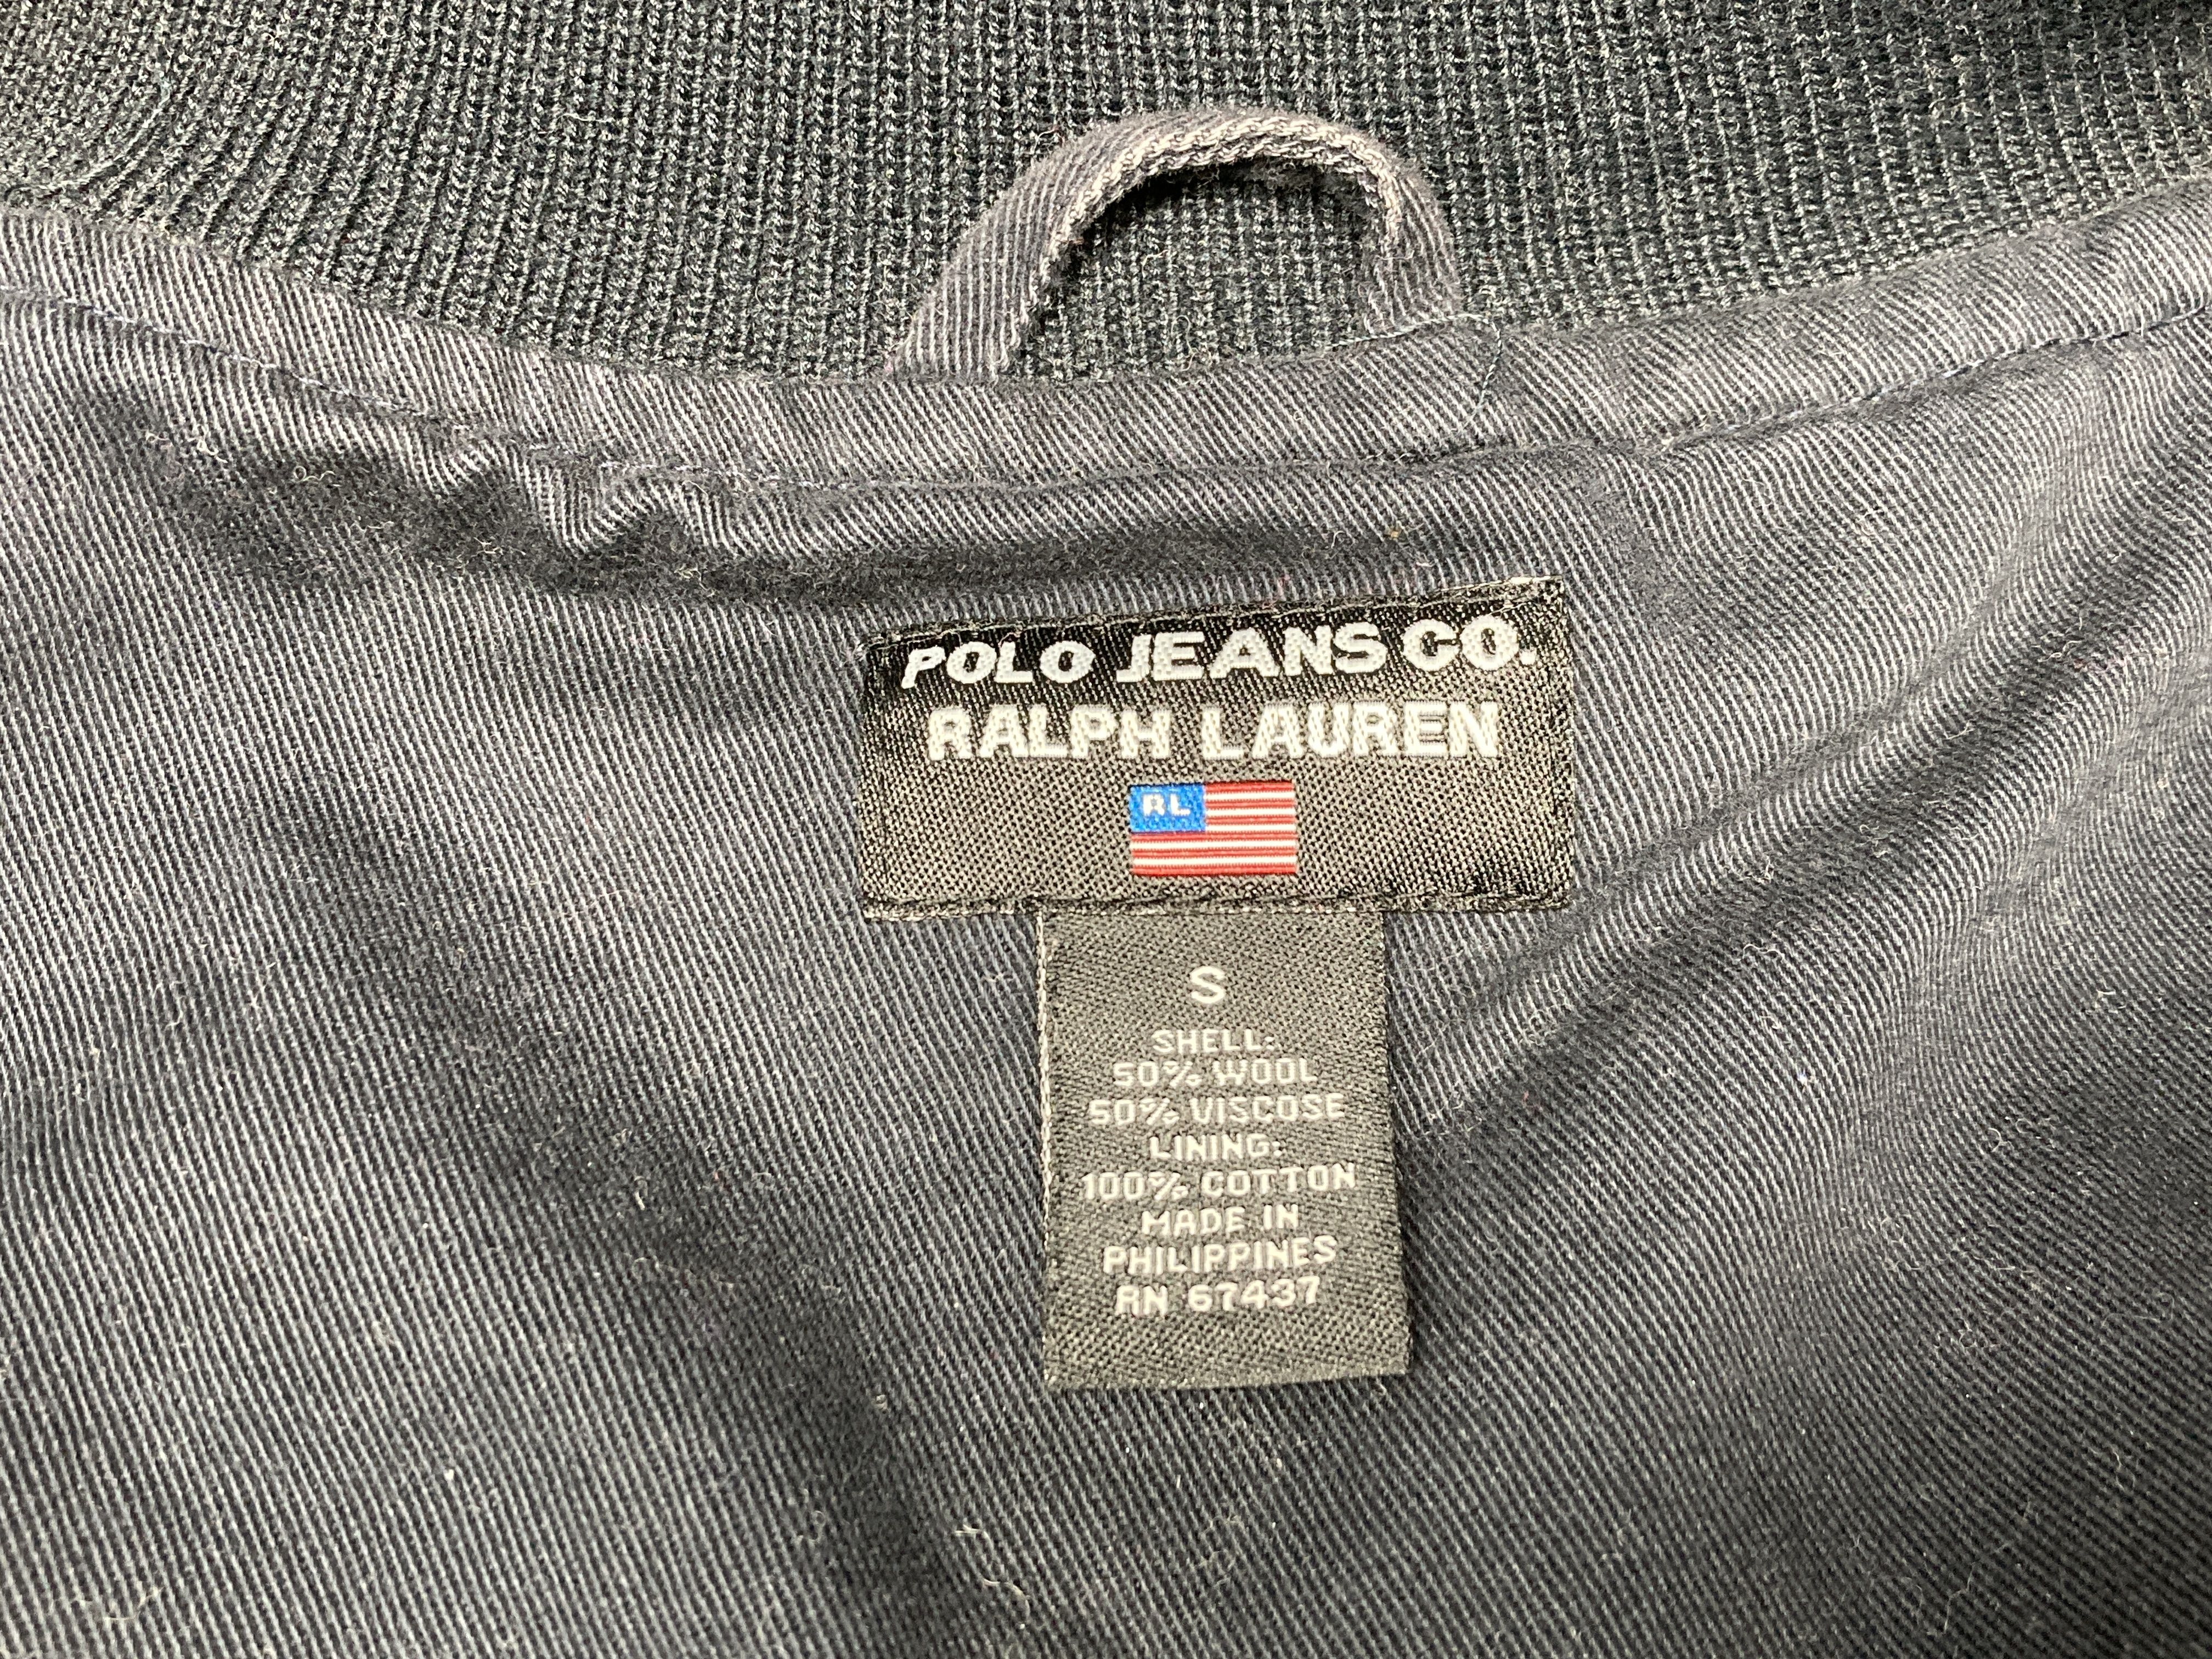 POLO JEANS CO.
RALPH LAUREN
RL
S
SHELL:
50% WOOL
50% VISCOSE
LINING:
100% COTTON
MADE IN
PHILIPPINES
RN 67437